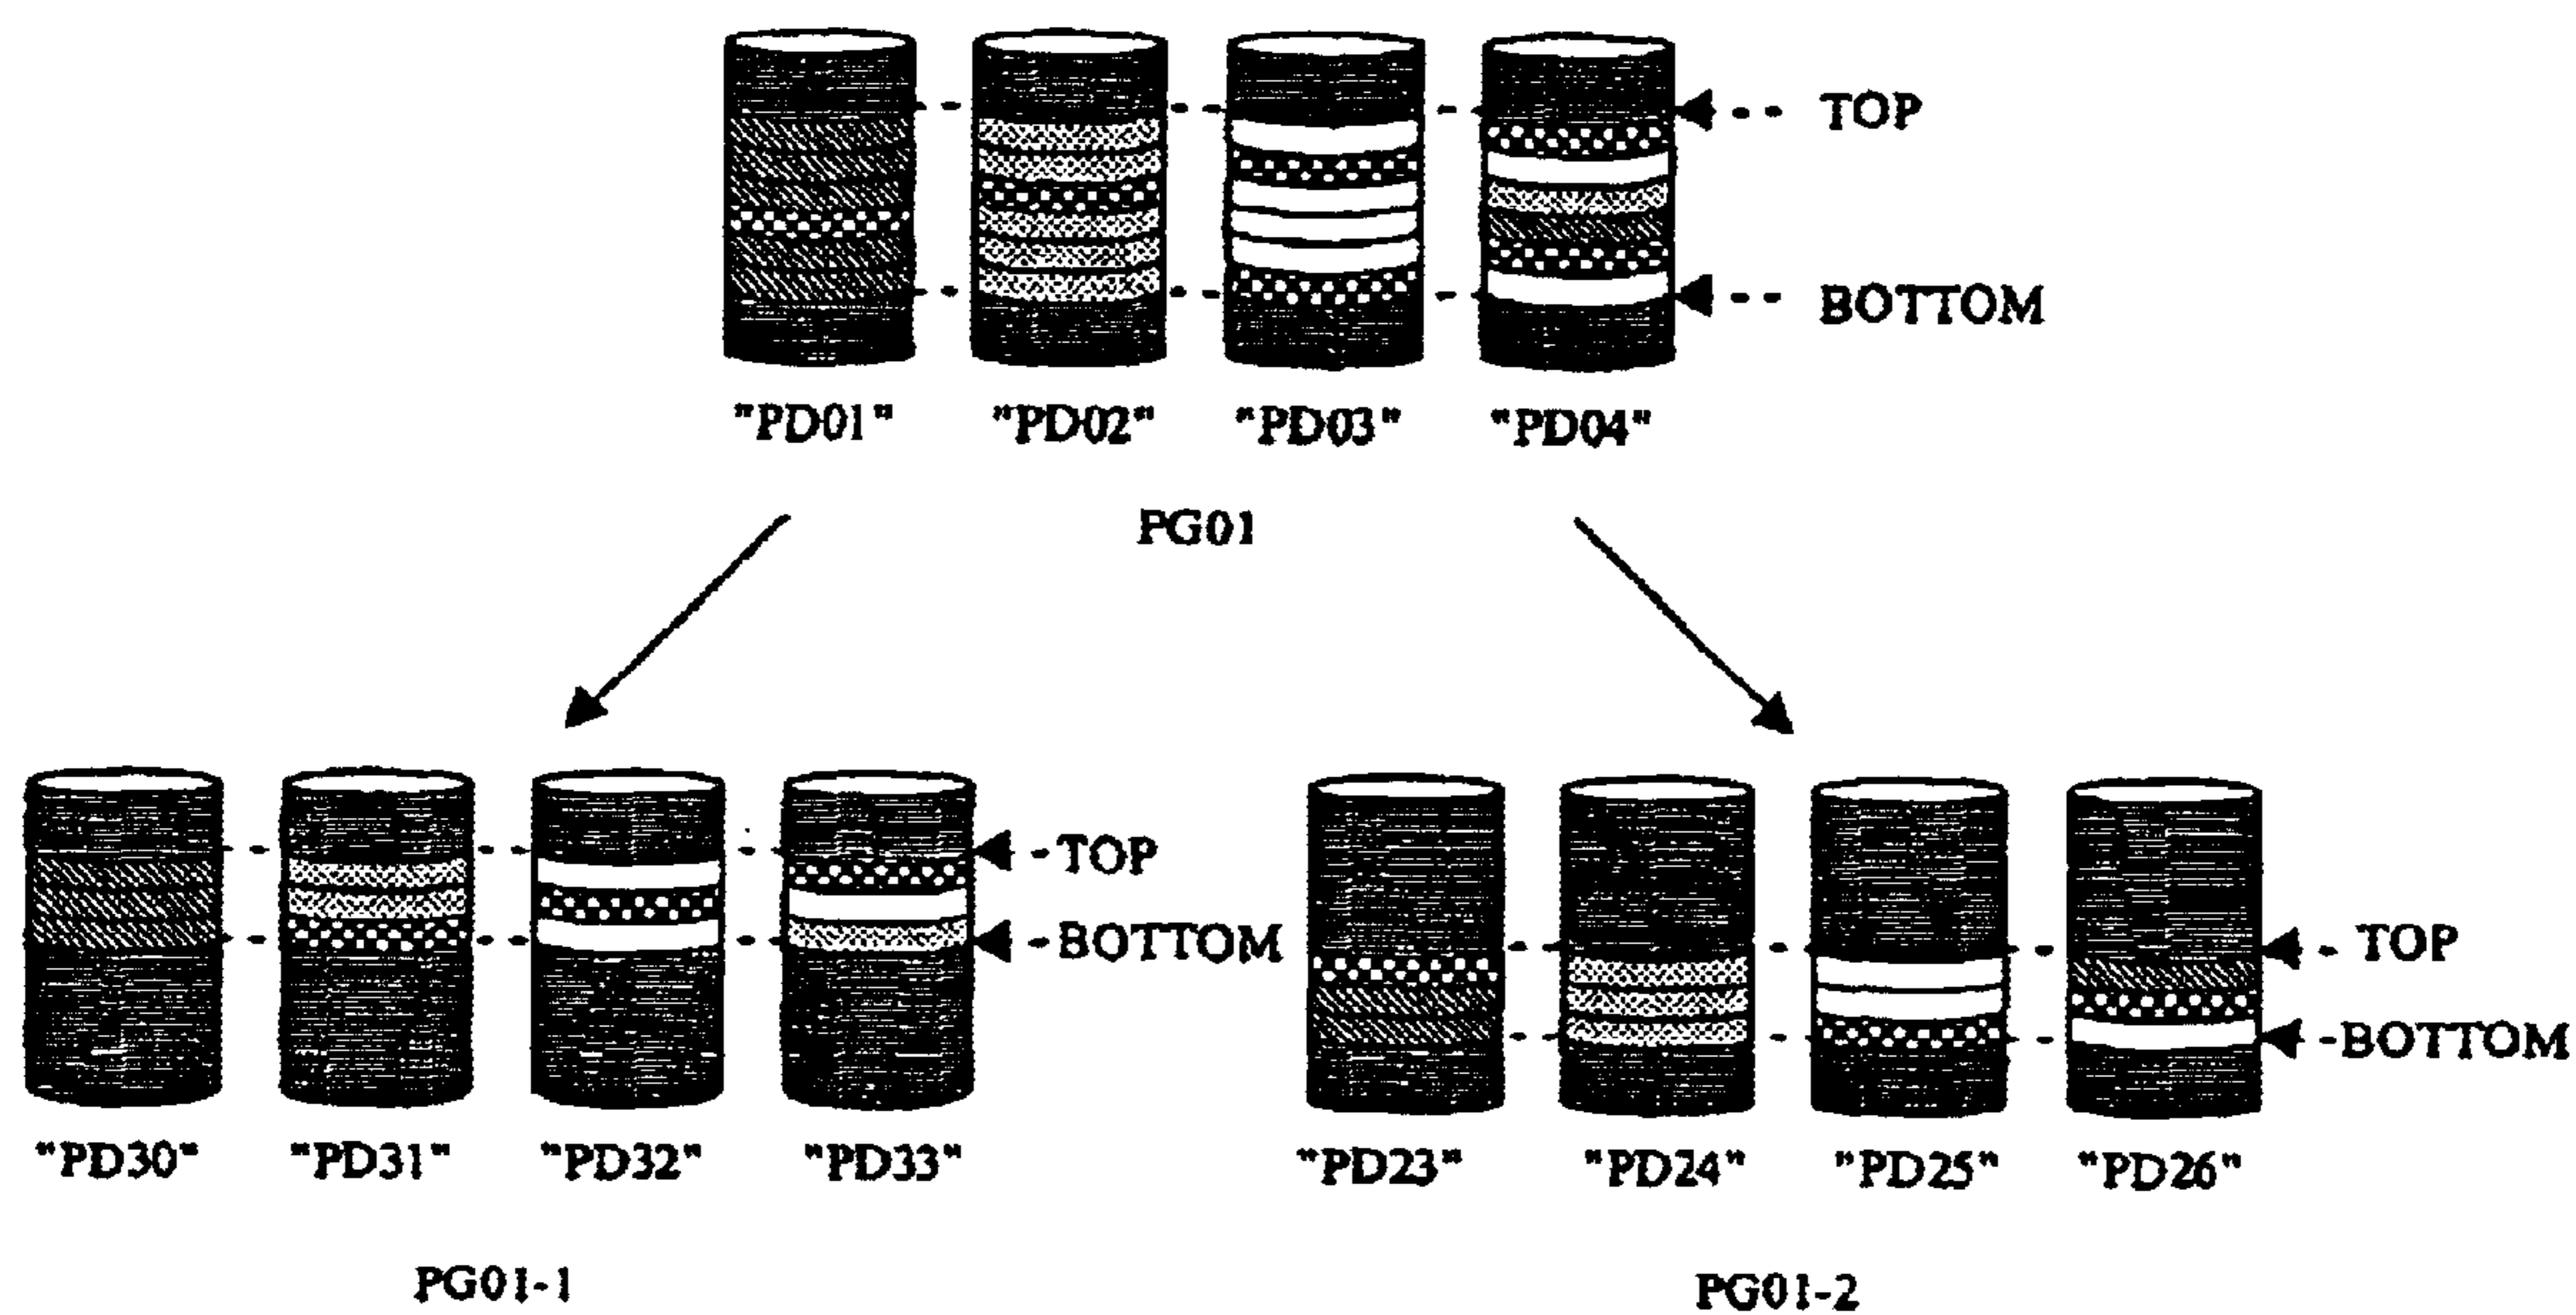 TOP
BOTTOM
"PD01" "PD02" "PD03" "PD04"
PG01
TOP
BOTTOM
"PD30" "PD31" "PD32" "PD33"
PG01-1
TOP
BOTTOM
"PD23" "PD24" "PD25" "PD26"
PG01-2